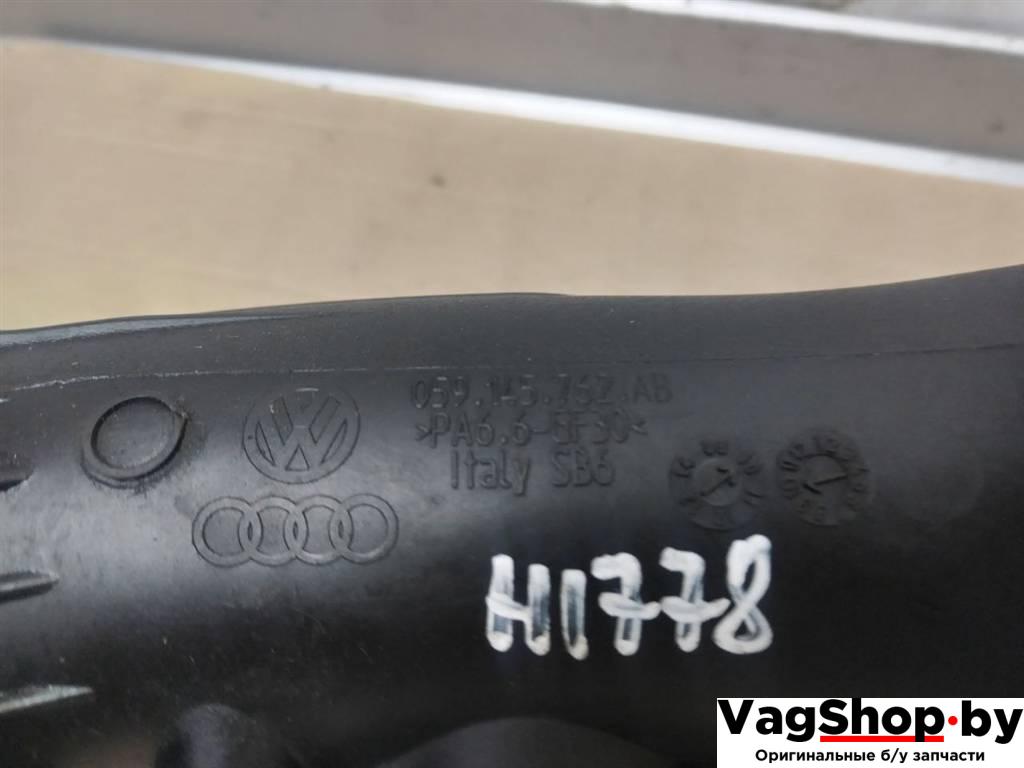 059.145.762.AB
>PA6.6-GF30<
Italy SB6
H1778
VagShop.by
Оригинальные б/у запчасти